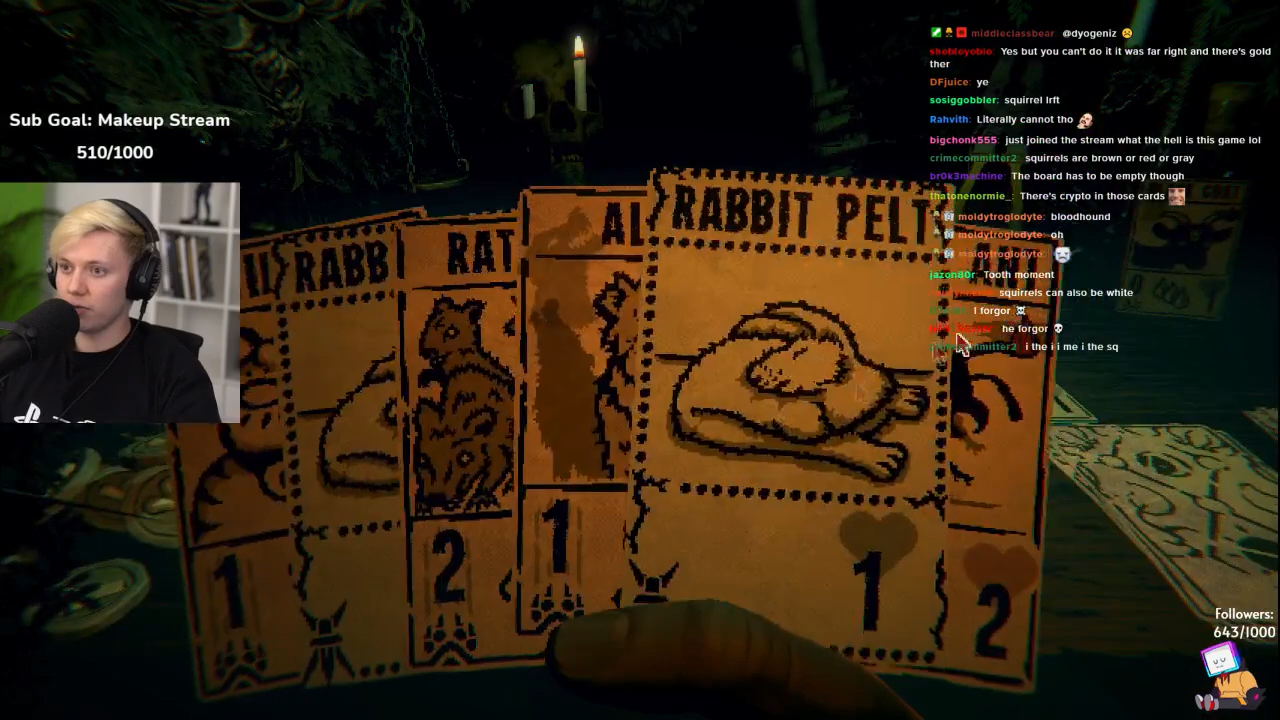 Sub Goal: Makeup Stream
510/1000
middleclassbear @dyogeniz
shobloyoblo: Yes but you can't do it it was far right and there's gold
ther
DFjuice: ye
sosiggobbler: squirrel lrft
Rahvith: Literally cannot tho
bigchonk555: just joined the stream what the hell is this game lol
crimecommitter2: squirrels are brown or red or gray
br0k3machine: The board has to be empty though
thatonenormie_: There's crypto in those cards
moldytroglodyte: bloodhound
moldytroglodyte: oh
moldytroglodyte:
jazon80r: Tooth moment
squirrels can also be white
I forgor
he forgor
i the i i me i the sq
RABB
RAT
AL
RABBIT PELT
1
2
1
1
2
Followers:
643/1000